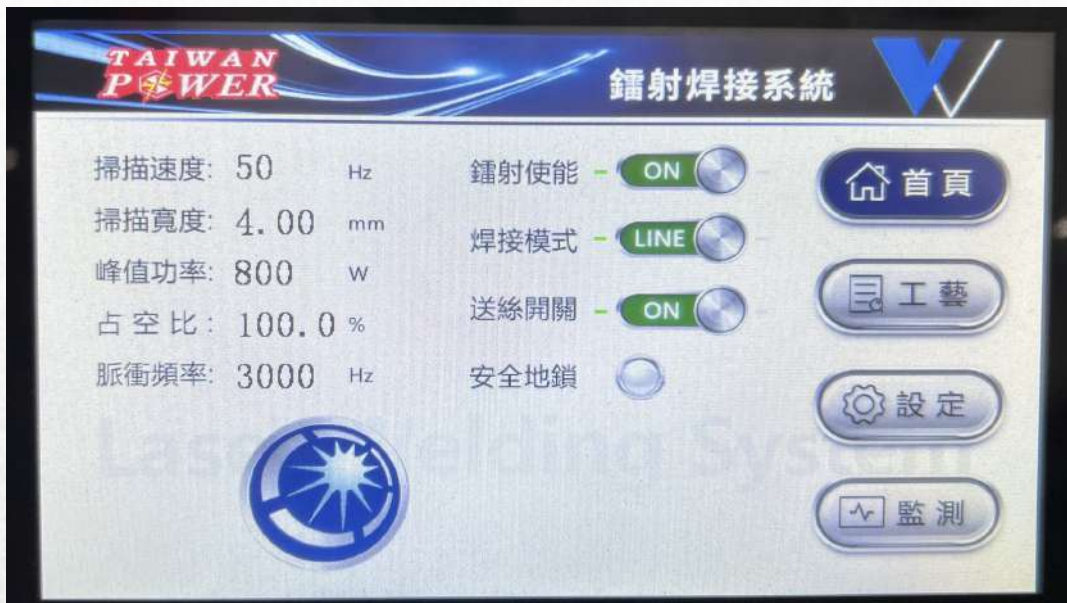 TAIWAN
POWER
鐳射焊接系統
掃描速度: 50 Hz
掃描寬度: 4.00 mm
峰值功率: 800 W
占空比: 100.0 %
脈衝頻率: 3000 Hz
鐳射使能 ON
焊接模式 LINE
送絲開關 ON
安全地鎖
首頁
工藝
設定
監測
Laser Welding System